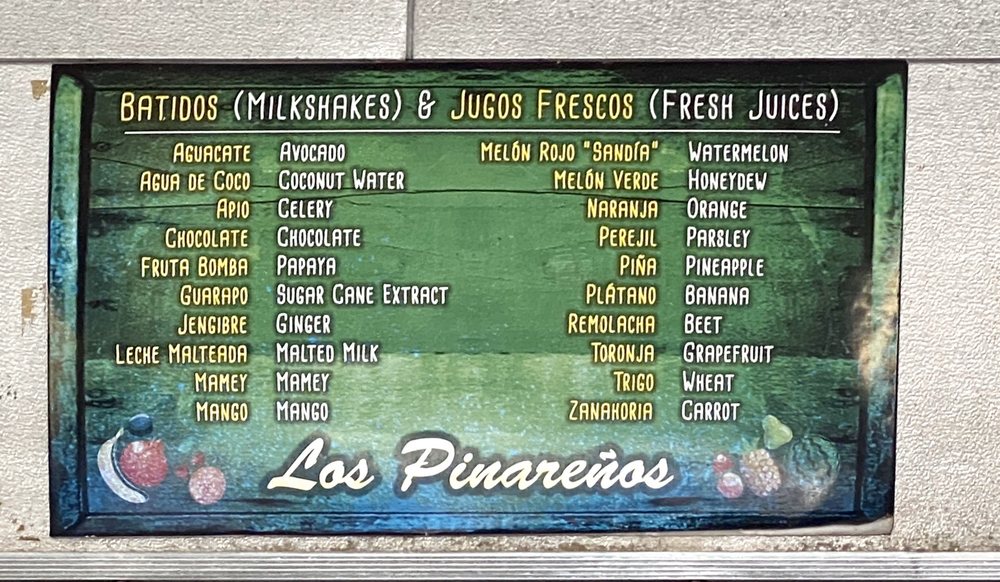 BATIDOS (MILKSHAKES) & JUGOS FRESCOS (FRESH JUICES)
AGUACATE AVOCADO
AGUA DE COCO COCONUT WATER
APIO CELERY
CHOCOLATE CHOCOLATE
FRUTA BOMBA PAPAYA
GUARAPO SUGAR CANE EXTRACT
JENGIBRE GINGER
LECHE MALTEADA MALTED MILK
MAMEY MAMEY
MANGO MANGO
MELÓN ROJO "SANDÍA" WATERMELON
MELÓN VERDE HONEYDEW
NARANJA ORANGE
PEREJIL PARSLEY
PIÑA PINEAPPLE
PLÁTANO BANANA
REMOLACHA BEET
TORONJA GRAPEFRUIT
TRIGO WHEAT
ZANAHORIA CARROT
Los Pinareños